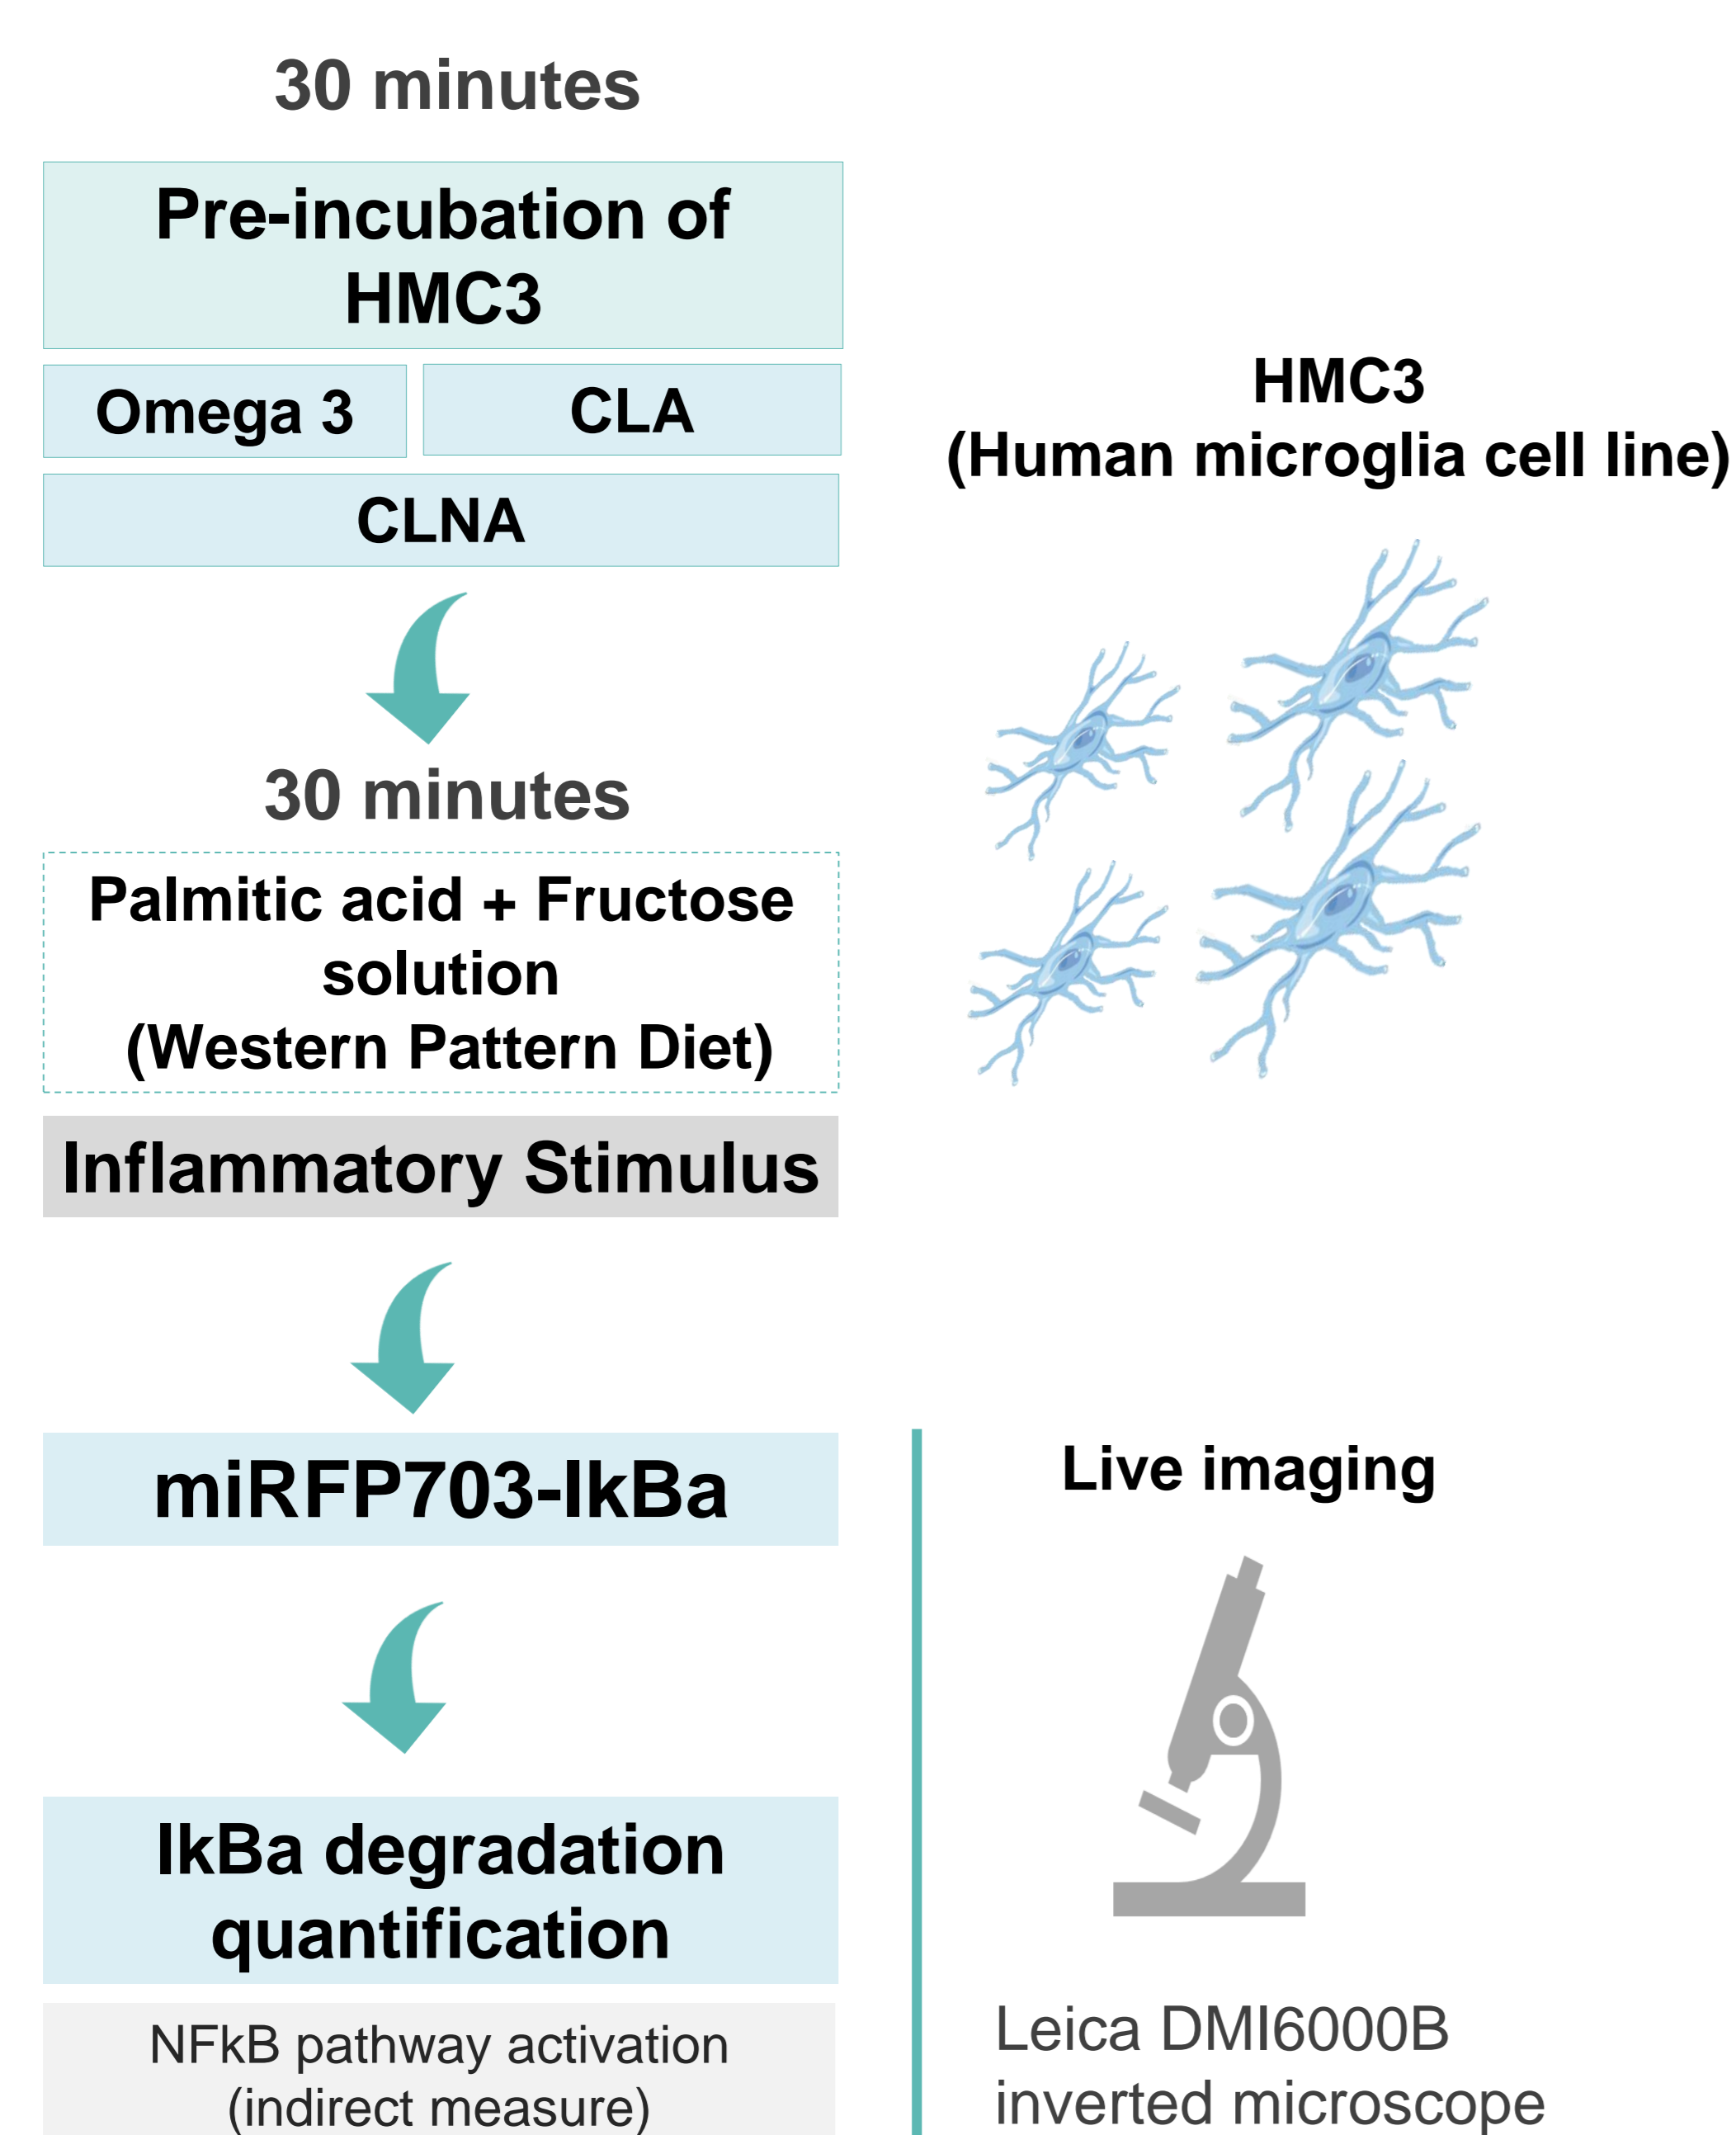 30 minutes
Pre-incubation of
HMC3
Omega 3
CLA
CLNA
30 minutes
Palmitic acid + Fructose
solution
(Western Pattern Diet)
Inflammatory Stimulus
miRFP703-IkBa
IkBa degradation
quantification
NFkB pathway activation
(indirect measure)
HMC3
(Human microglia cell line)
Live imaging
Leica DMI6000B
inverted microscope